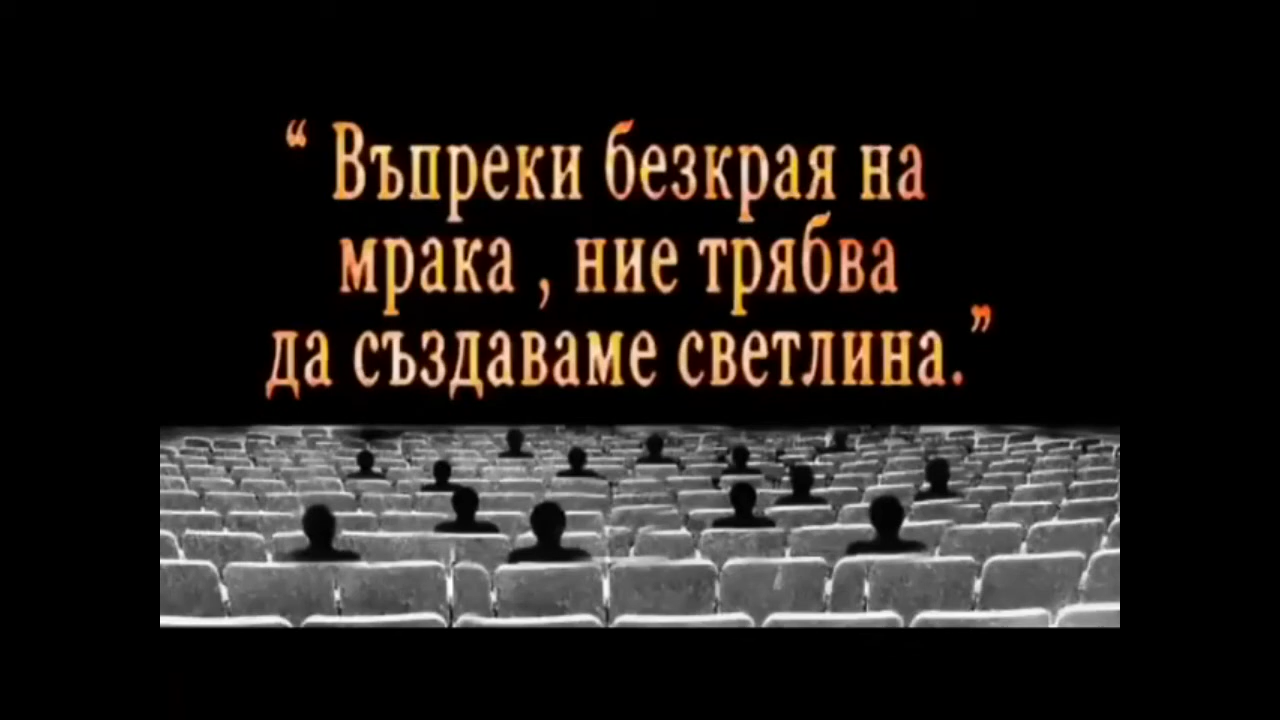 “ Въпреки безкрая на
мрака , ние трябва
да създаваме светлина.”